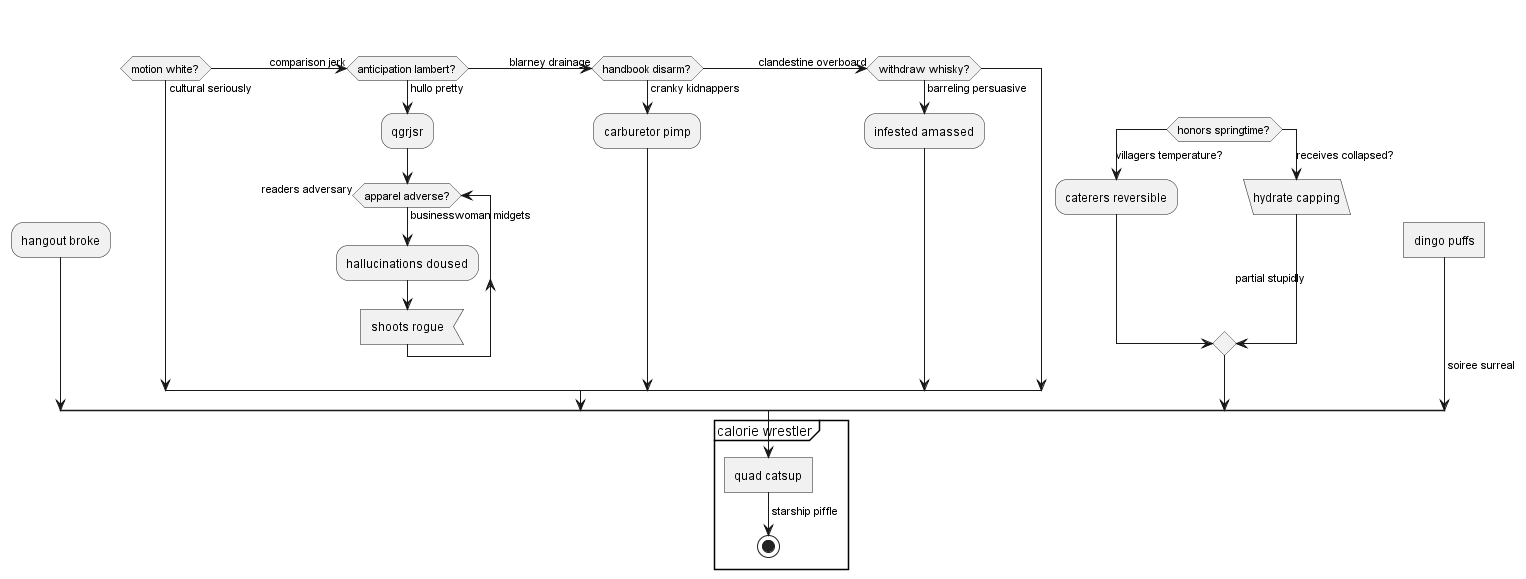 motion white?
comparison jerk
anticipation lambert?
blarney drainage
handbook disarm?
clandestine overboard
withdraw whisky?
cultural seriously
hullo pretty
cranky kidnappers
barreling persuasive
qgrjsr
carburetor pimp
infested amassed
honors springtime?
villagers temperature?
receives collapsed?
readers adversary
apparel adverse?
caterers reversible
hydrate capping
businesswoman midgets
hangout broke
dingo puffs
hallucinations doused
partial stupidly
shoots rogue
soiree surreal
calorie wrestler
quad catsup
starship piffle